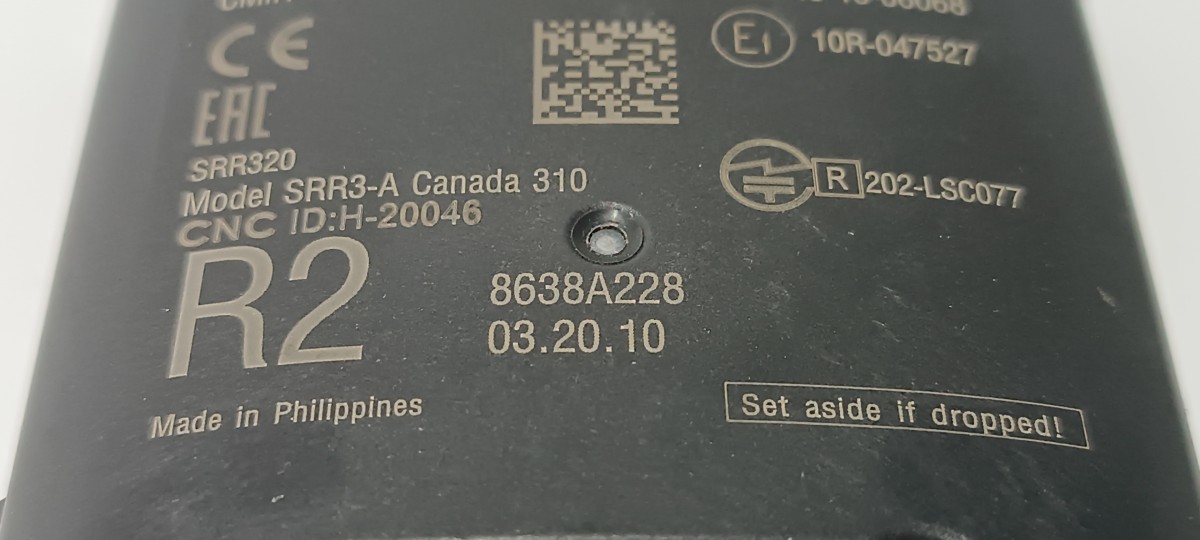 CE
E1 10R-047527
EAC
SRR320
Model SRR3-A Canada 310
R 202-LSC077
CNC ID:H-20046
R2
8638A228
03.20.10
Made in Philippines
Set aside if dropped!